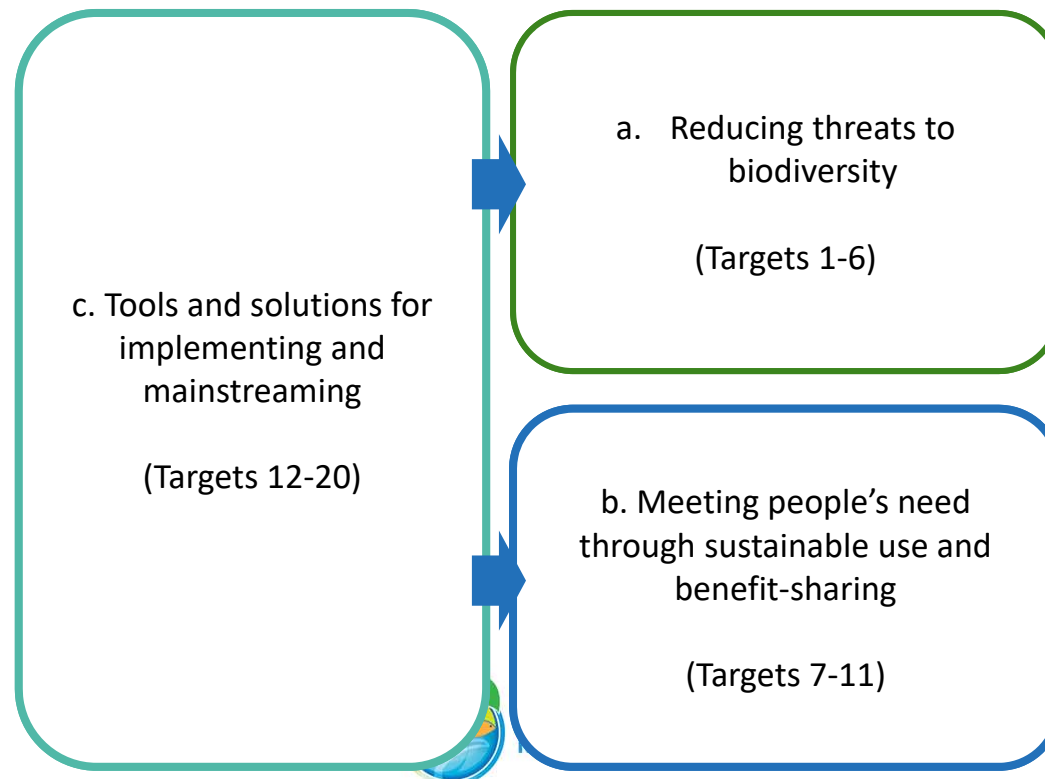 c. Tools and solutions for
implementing and
mainstreaming
(Targets 12-20)
a. Reducing threats to
biodiversity
(Targets 1-6)
b. Meeting people’s need
through sustainable use and
benefit-sharing
(Targets 7-11)